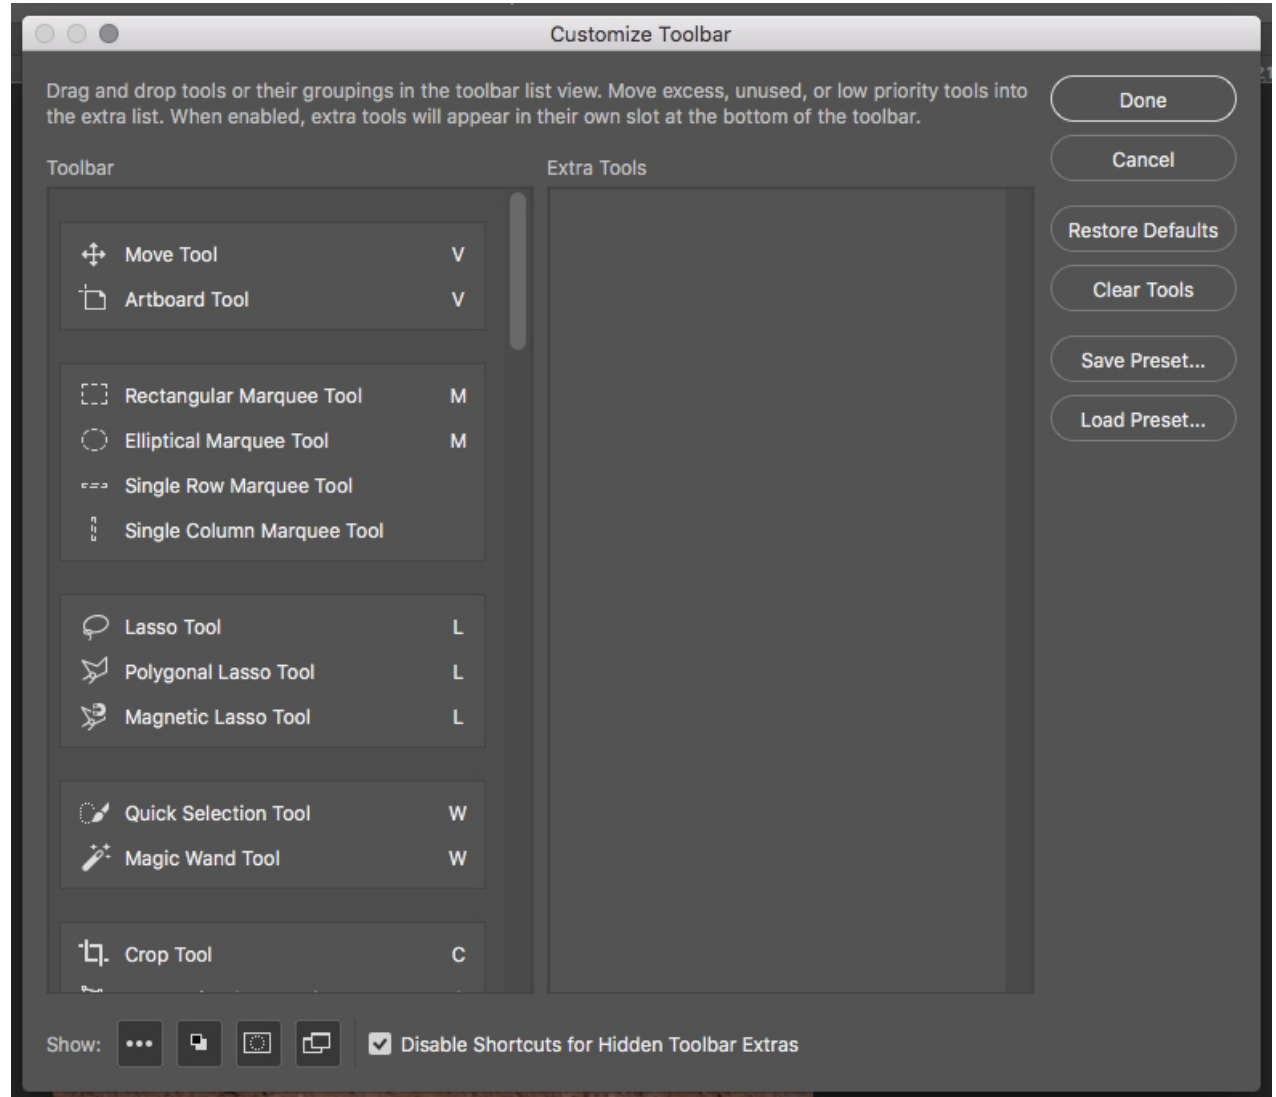 Customize Toolbar
Drag and drop tools or their groupings in the toolbar list view. Move excess, unused, or low priority tools into
the extra list. When enabled, extra tools will appear in their own slot at the bottom of the toolbar.
Done
Cancel
Restore Defaults
Clear Tools
Save Preset...
Load Preset...
Toolbar
Extra Tools
Move Tool V
Artboard Tool V
Rectangular Marquee Tool M
Elliptical Marquee Tool M
Single Row Marquee Tool
Single Column Marquee Tool
Lasso Tool L
Polygonal Lasso Tool L
Magnetic Lasso Tool L
Quick Selection Tool W
Magic Wand Tool W
Crop Tool C
Show:
Disable Shortcuts for Hidden Toolbar Extras